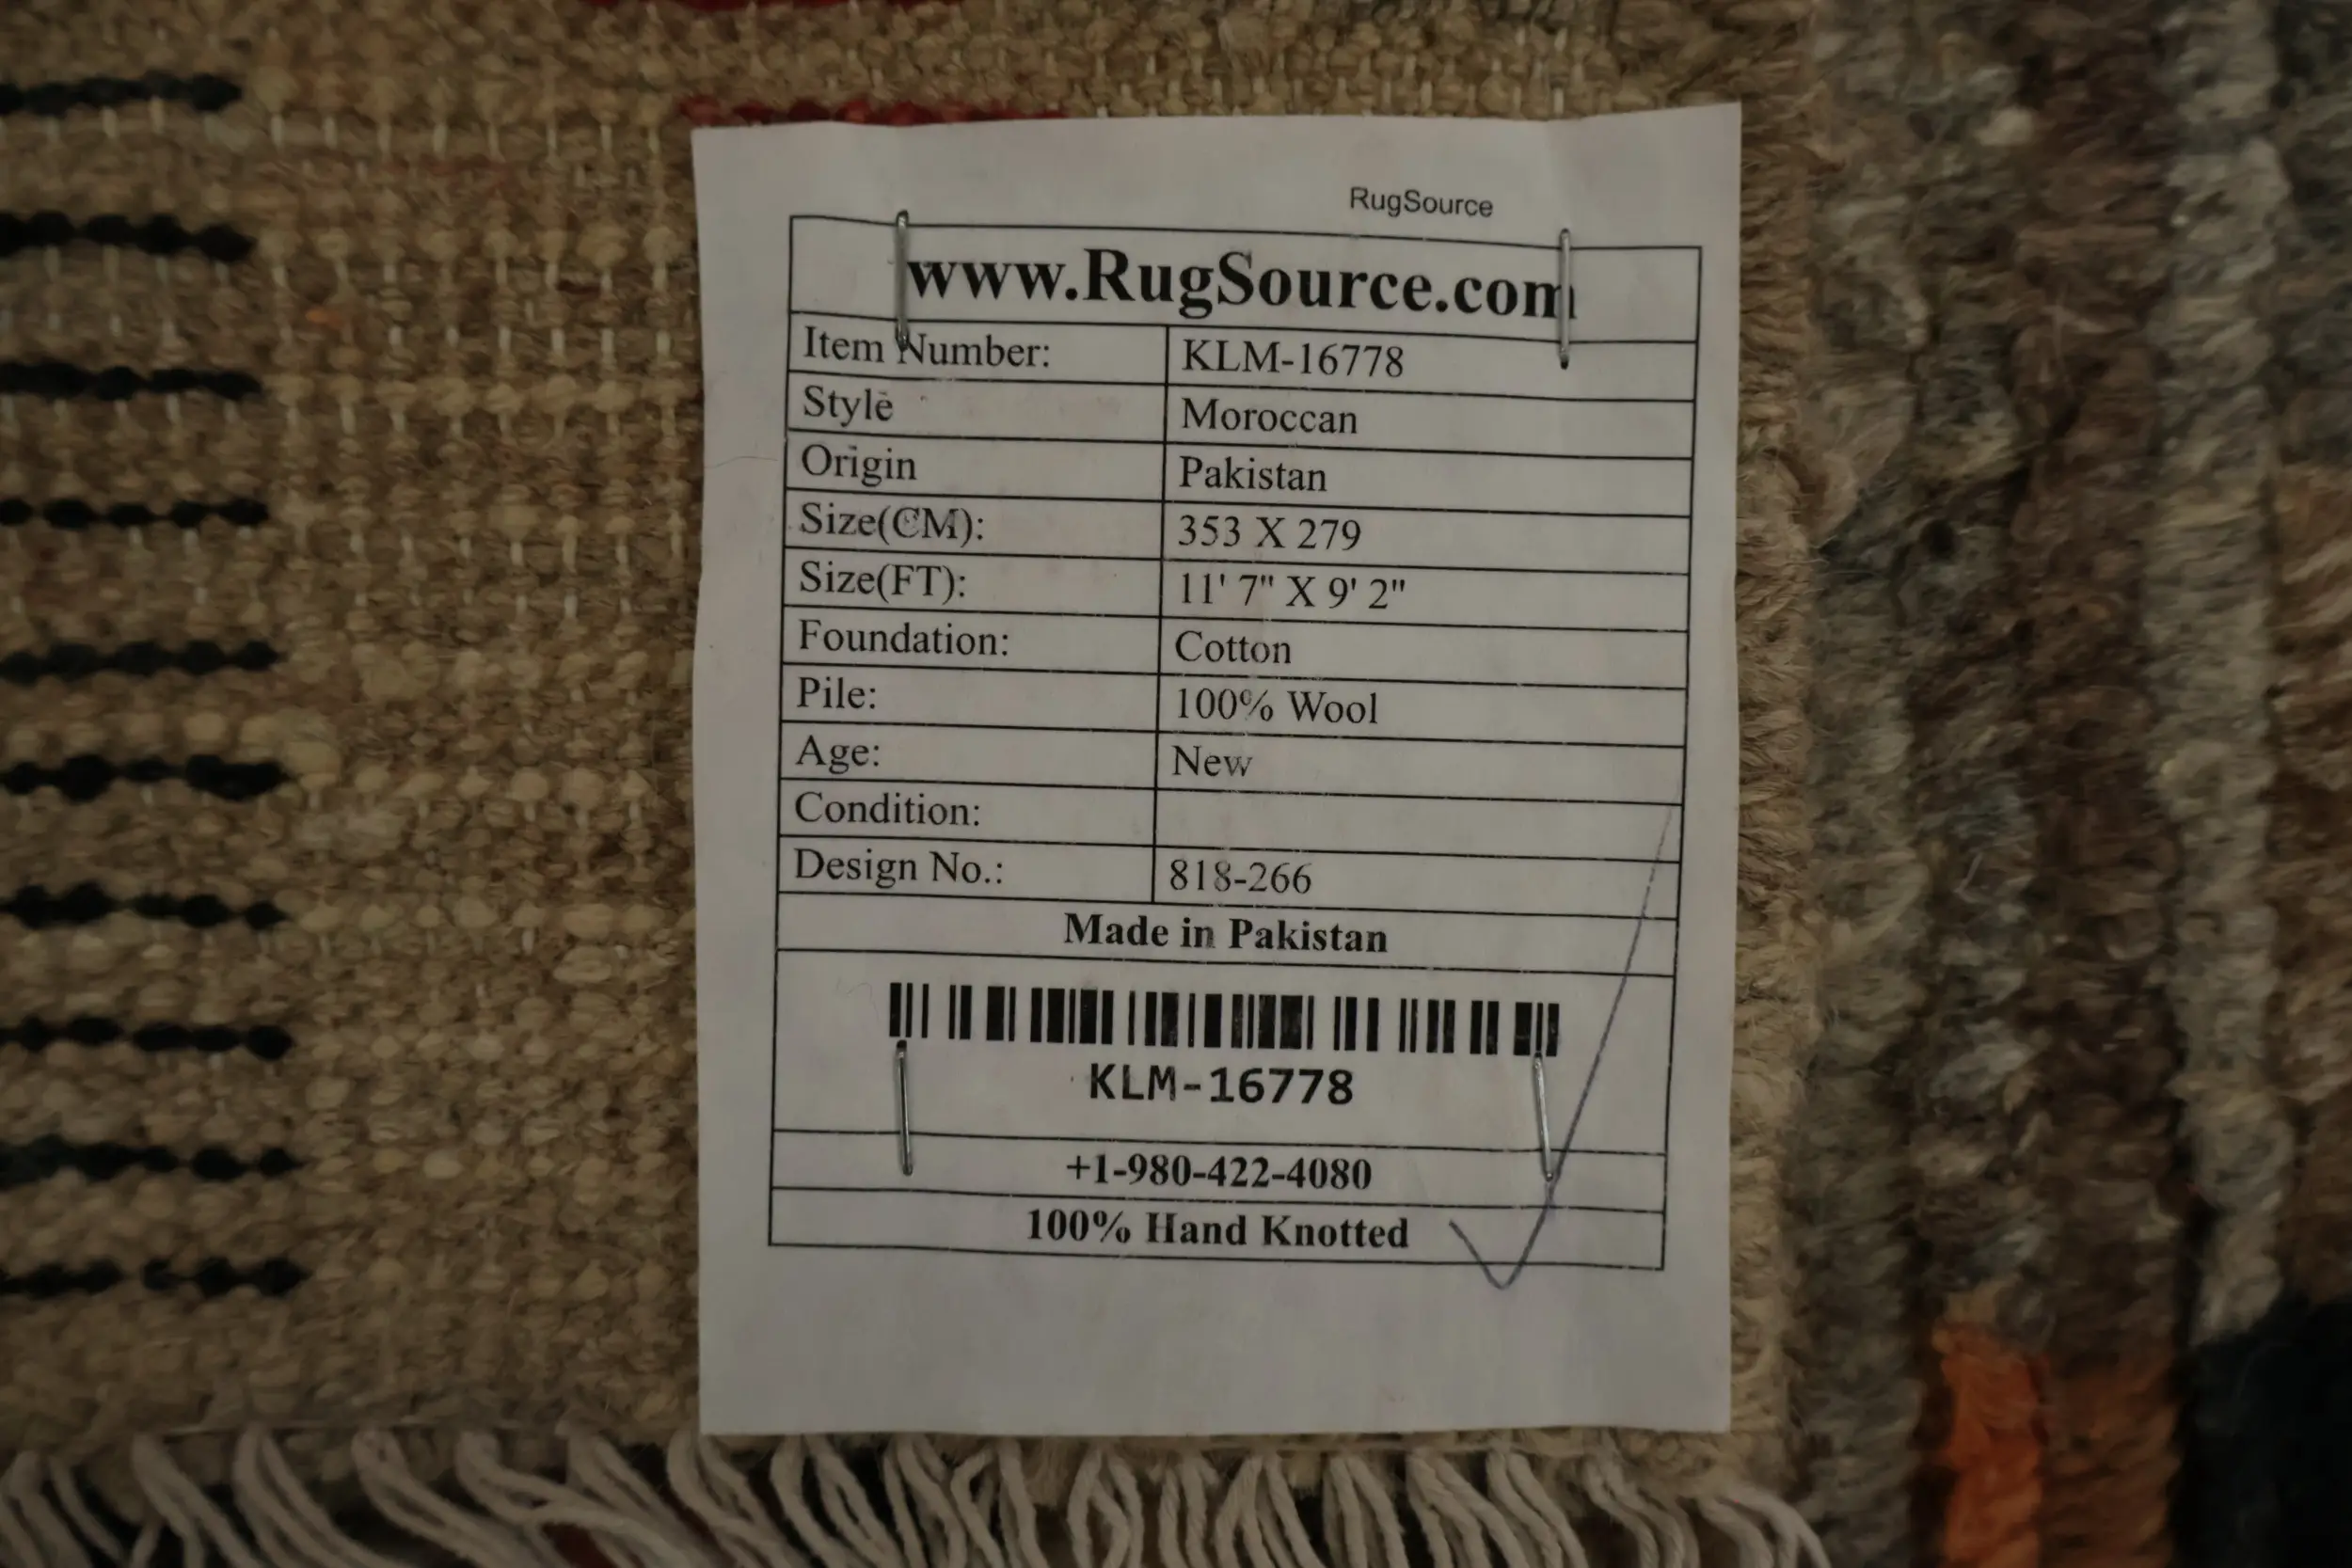 RugSource
www.RugSource.com
Item Number: KLM-16778
Style Moroccan
Origin Pakistan
Size(CM): 353 X 279
Size(FT): 11' 7" X 9' 2"
Foundation: Cotton
Pile: 100% Wool
Age: New
Condition:
Design No.: 818-266
Made in Pakistan
KLM-16778
+1-980-422-4080
100% Hand Knotted